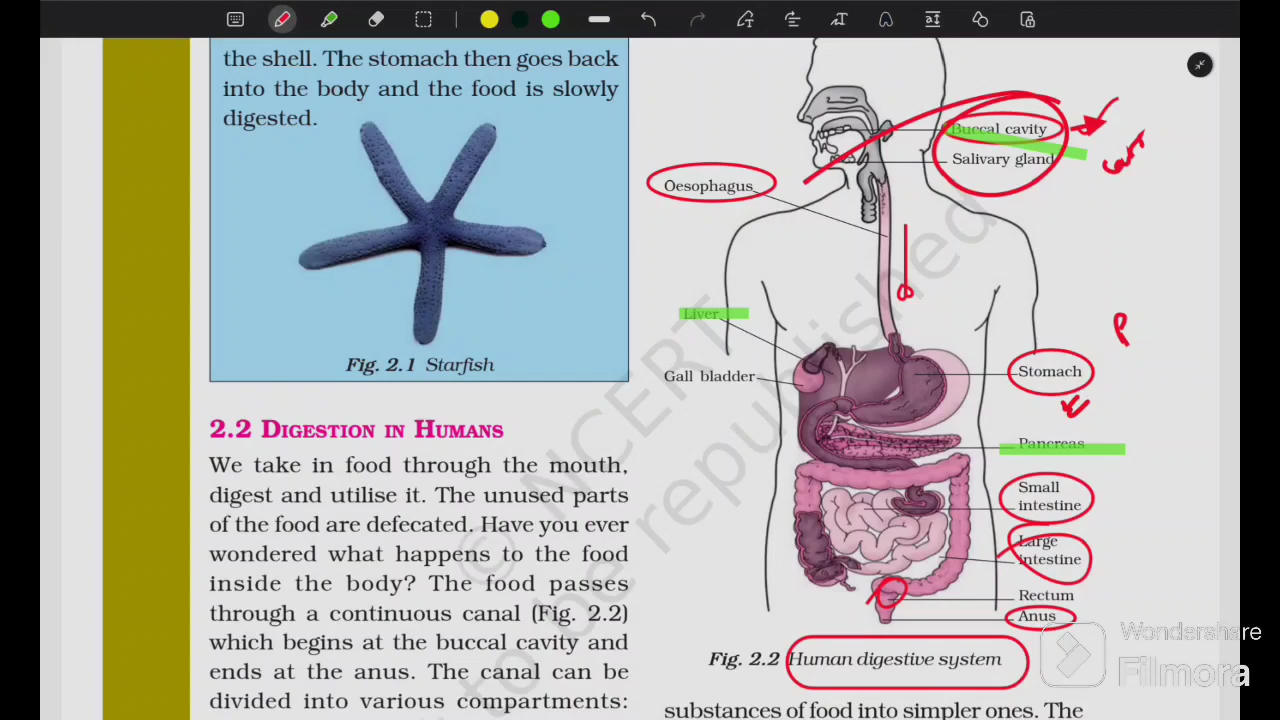 the shell. The stomach then goes back
into the body and the food is slowly
digested.
Fig. 2.1 Starfish
2.2 DIGESTION IN HUMANS
We take in food through the mouth,
digest and utilise it. The unused parts
of the food are defecated. Have you ever
wondered what happens to the food
inside the body? The food passes
through a continuous canal (Fig. 2.2)
which begins at the buccal cavity and
ends at the anus. The canal can be
divided into various compartments:
Buccal cavity
Salivary gland
Oesophagus
Liver
Gall bladder
Stomach
Pancreas
Small
intestine
Large
intestine
Rectum
Anus
Fig. 2.2 Human digestive system
substances of food into simpler ones. The
© NCERT
not to be republished
Wondershare
Filmora